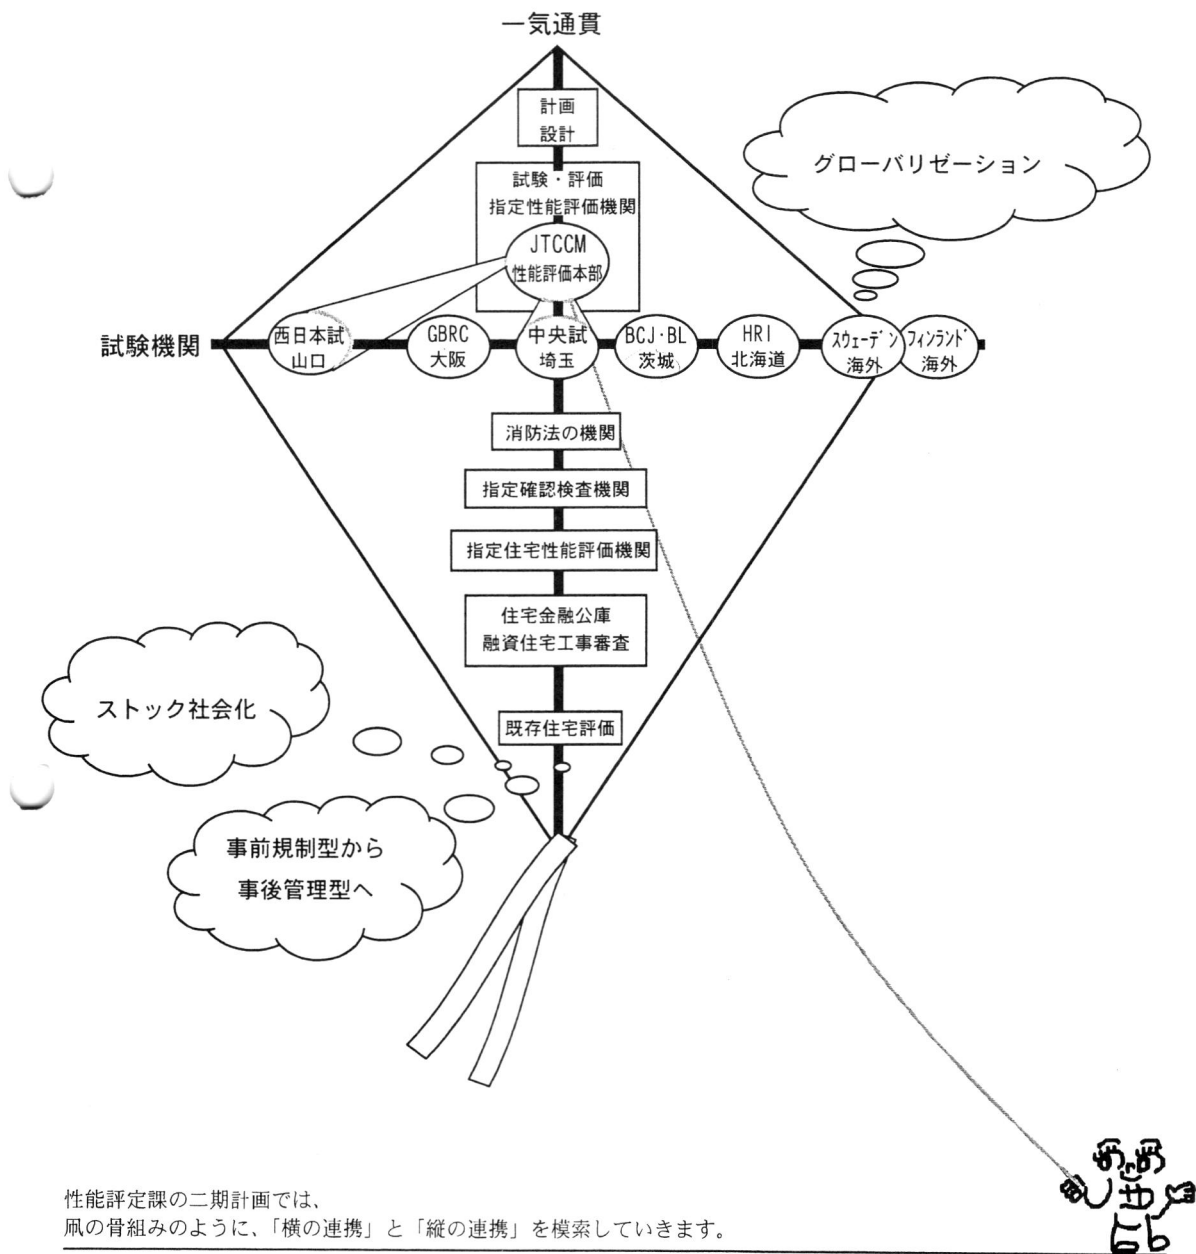 一気通貫
計画
設計
グローバリゼーション
試験・評価
指定性能評価機関
JTCCM
性能評価本部
試験機関
西日本試
山口
GBRC
大阪
中央試
埼玉
BCJ・BL
茨城
HRI
北海道
スウェーデン
海外
フィンランド
海外
消防法の機関
指定確認検査機関
指定住宅性能評価機関
住宅金融公庫
融資住宅工事審査
ストック社会化
既存住宅評価
事前規制型から
事後管理型へ
性能評定課の二期計画では、
凧の骨組みのように、「横の連携」と「縦の連携」を模索していきます。